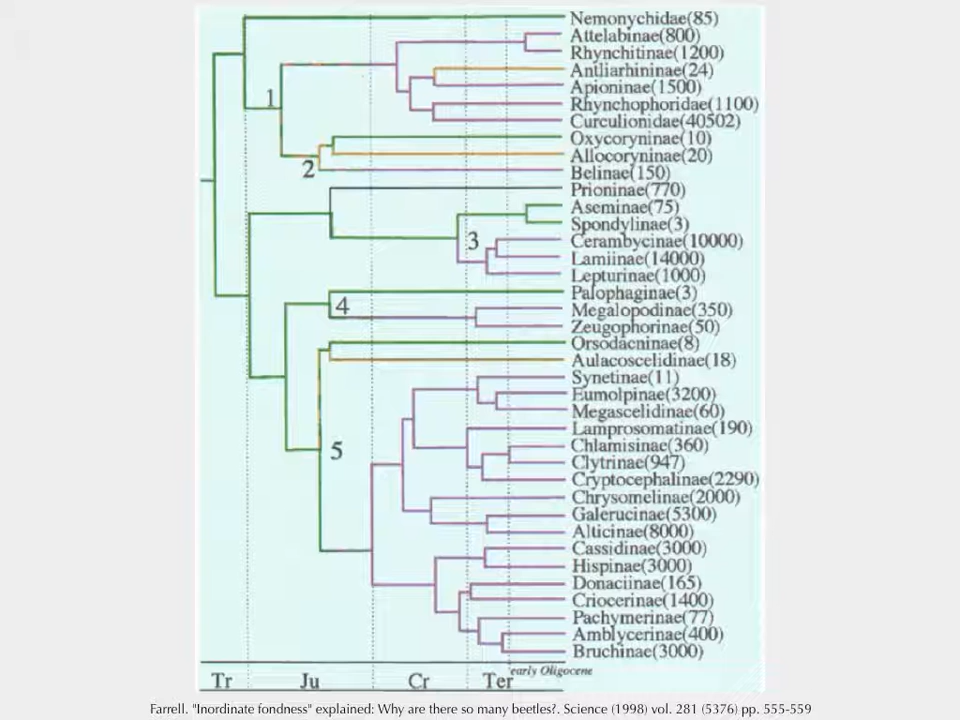 Nemonychidae(85)
Attelabinae(800)
Rhynchitinae(1200)
Antliarhininae(24)
Apioninae(1500)
1
Rhynchophoridae(1100)
Curculionidae(40502)
Oxycoryninae(10)
Allocoryninae(20)
2
Belinae(150)
Prioninae(770)
Aseminae(75)
Spondylinae(3)
3
Cerambycinae(10000)
Lamiinae(14000)
Lepturinae(1000)
Palophaginae(3)
4
Megalopodinae(350)
Zeugophorinae(50)
Orsodacninae(8)
Aulacoscelidinae(18)
Synetinae(11)
Eumolpinae(3200)
Megascelidinae(60)
Lamprosomatinae(190)
Chlamisinae(360)
5
Clytrinae(947)
Cryptocephalinae(2290)
Chrysomelinae(2000)
Galerucinae(5300)
Alticinae(8000)
Cassidinae(3000)
Hispinae(3000)
Donaciinae(165)
Criocerinae(1400)
Pachymerinae(77)
Amblycerinae(400)
Bruchinae(3000)
early Oligocene
Tr Ju Cr Ter
Farrell. "Inordinate fondness" explained: Why are there so many beetles?. Science (1998) vol. 281 (5376) pp. 555-559